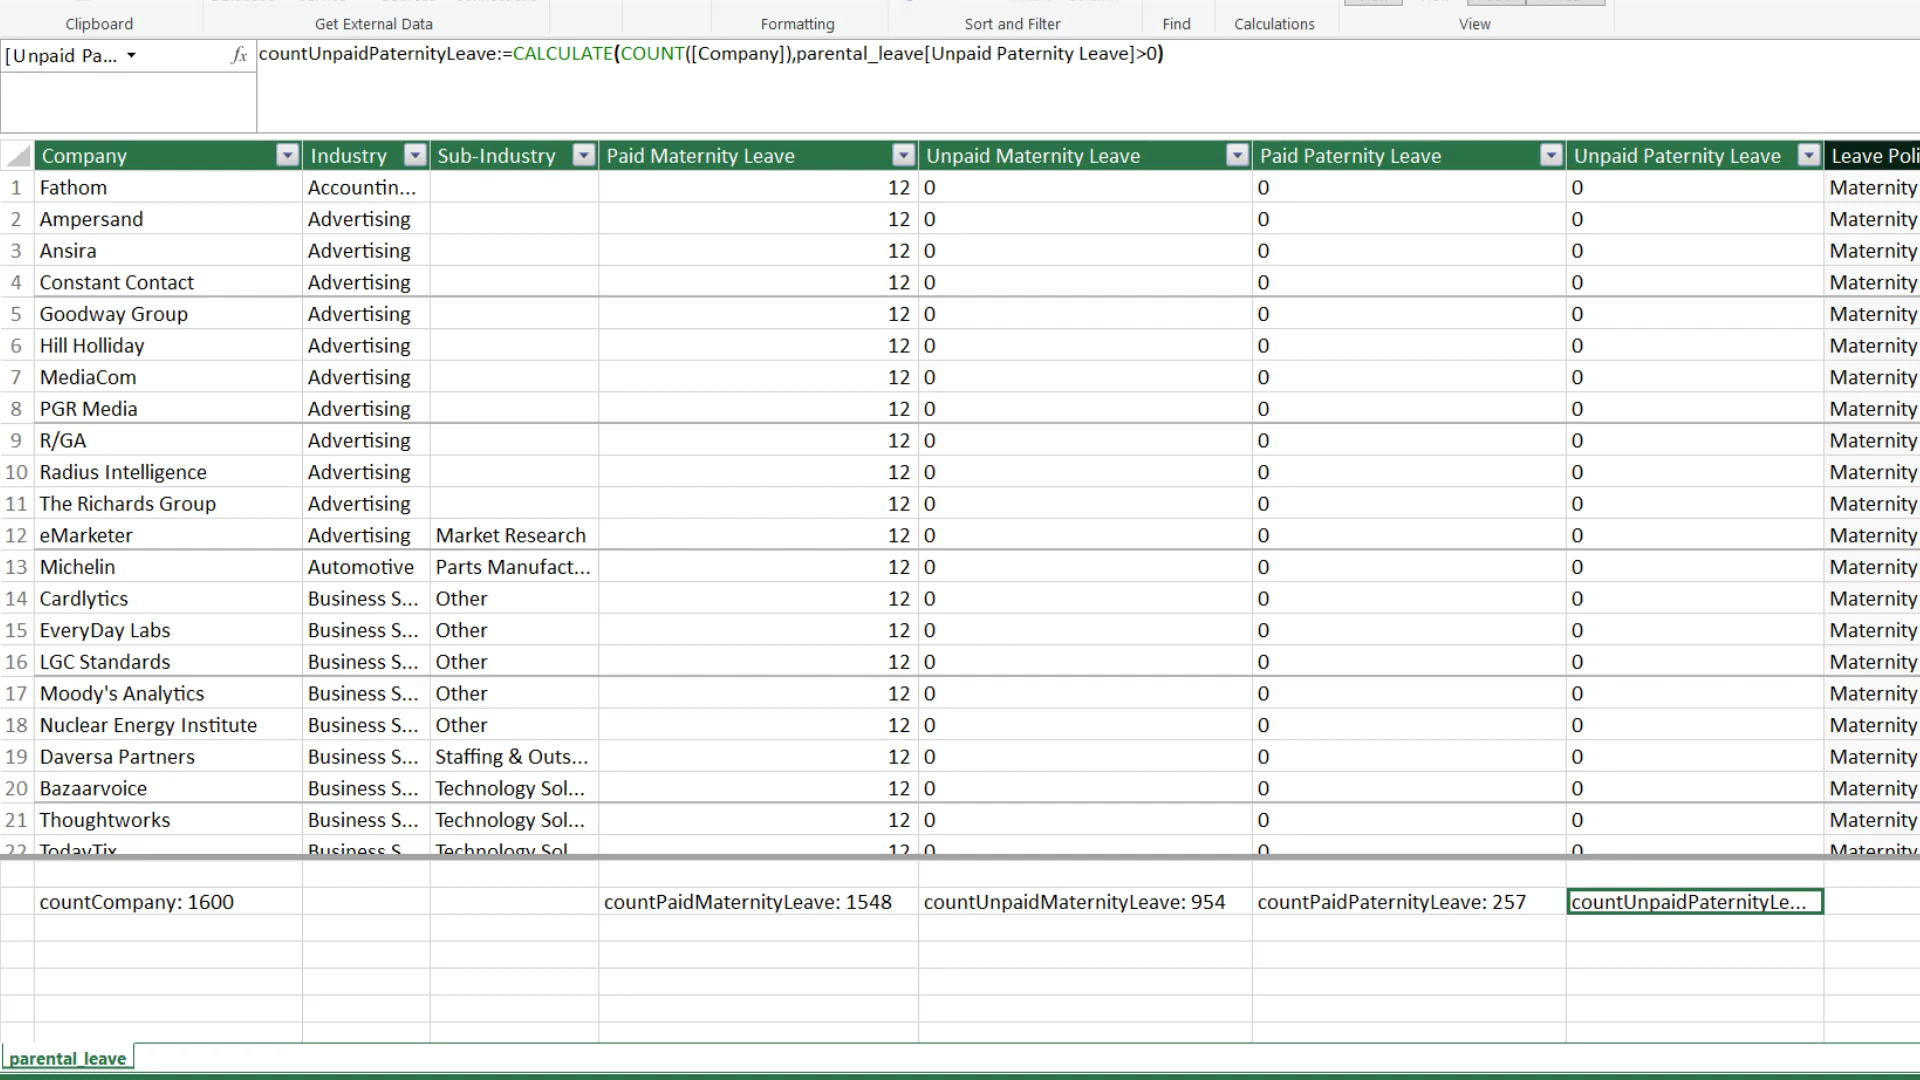 Clipboard Get External Data Formatting Sort and Filter Find Calculations View
[Unpaid Pa... fx countUnpaidPaternityLeave:=CALCULATE(COUNT([Company]),parental_leave[Unpaid Paternity Leave]>0)
Company Industry Sub-Industry Paid Maternity Leave Unpaid Maternity Leave Paid Paternity Leave Unpaid Paternity Leave Leave Poli
1 Fathom Accountin... 12 0 0 0 Maternity
2 Ampersand Advertising 12 0 0 0 Maternity
3 Ansira Advertising 12 0 0 0 Maternity
4 Constant Contact Advertising 12 0 0 0 Maternity
5 Goodway Group Advertising 12 0 0 0 Maternity
6 Hill Holliday Advertising 12 0 0 0 Maternity
7 MediaCom Advertising 12 0 0 0 Maternity
8 PGR Media Advertising 12 0 0 0 Maternity
9 R/GA Advertising 12 0 0 0 Maternity
10 Radius Intelligence Advertising 12 0 0 0 Maternity
11 The Richards Group Advertising 12 0 0 0 Maternity
12 eMarketer Advertising Market Research 12 0 0 0 Maternity
13 Michelin Automotive Parts Manufact... 12 0 0 0 Maternity
14 Cardlytics Business S... Other 12 0 0 0 Maternity
15 EveryDay Labs Business S... Other 12 0 0 0 Maternity
16 LGC Standards Business S... Other 12 0 0 0 Maternity
17 Moody's Analytics Business S... Other 12 0 0 0 Maternity
18 Nuclear Energy Institute Business S... Other 12 0 0 0 Maternity
19 Daversa Partners Business S... Staffing & Outs... 12 0 0 0 Maternity
20 Bazaarvoice Business S... Technology Sol... 12 0 0 0 Maternity
21 Thoughtworks Business S... Technology Sol... 12 0 0 0 Maternity
22 TodayTix Business S Technology Sol 12 0 0 0 Maternity
countCompany: 1600 countPaidMaternityLeave: 1548 countUnpaidMaternityLeave: 954 countPaidPaternityLeave: 257 countUnpaidPaternityLe...
parental_leave